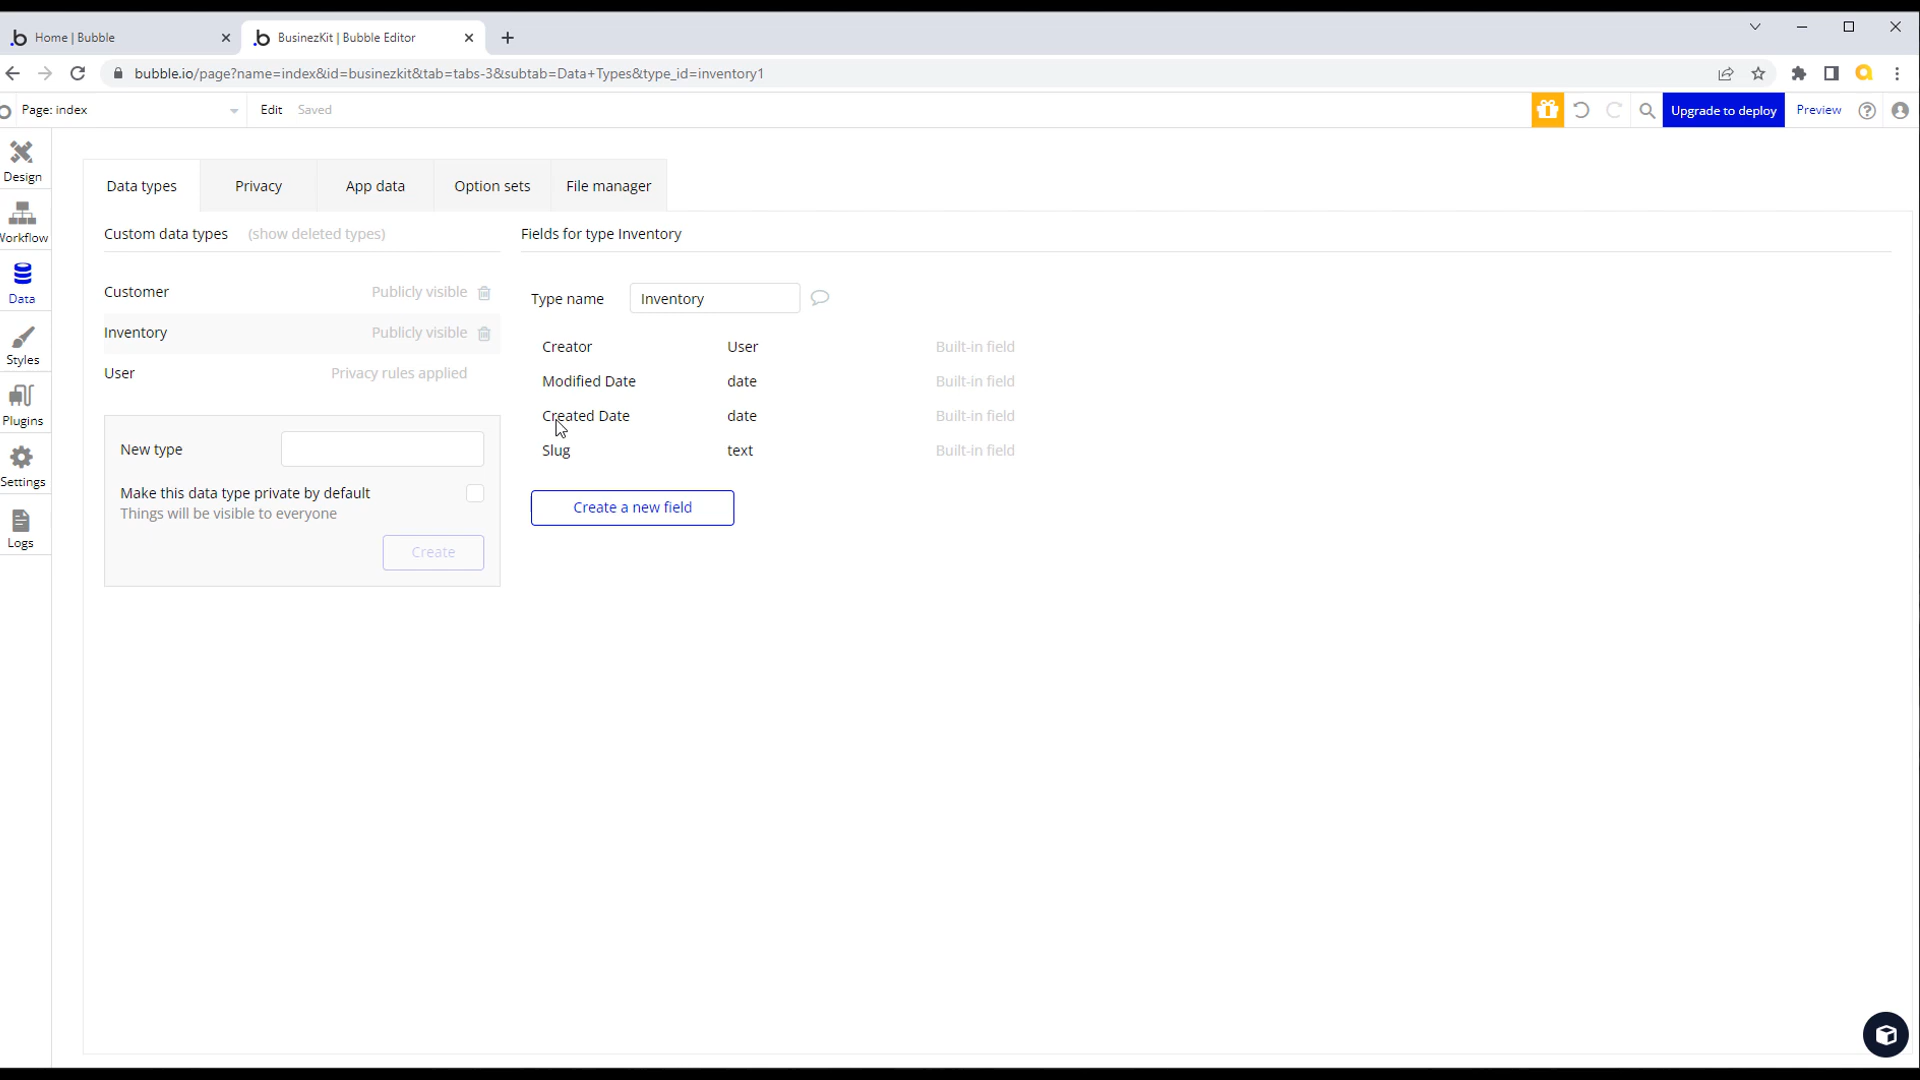 Home | Bubble
BusinezKit | Bubble Editor
bubble.io/page?name=index&id=businezkit&tab=tabs-3&subtab=Data+Types&type_id=inventory1
Page: index
Edit
Saved
Upgrade to deploy
Preview
Design
Workflow
Data
Styles
Plugins
Settings
Logs
Data types
Privacy
App data
Option sets
File manager
Custom data types (show deleted types)
Customer Publicly visible
Inventory Publicly visible
User Privacy rules applied
New type
Make this data type private by default
Things will be visible to everyone
Create
Fields for type Inventory
Type name Inventory
Creator User Built-in field
Modified Date date Built-in field
Created Date date Built-in field
Slug text Built-in field
Create a new field